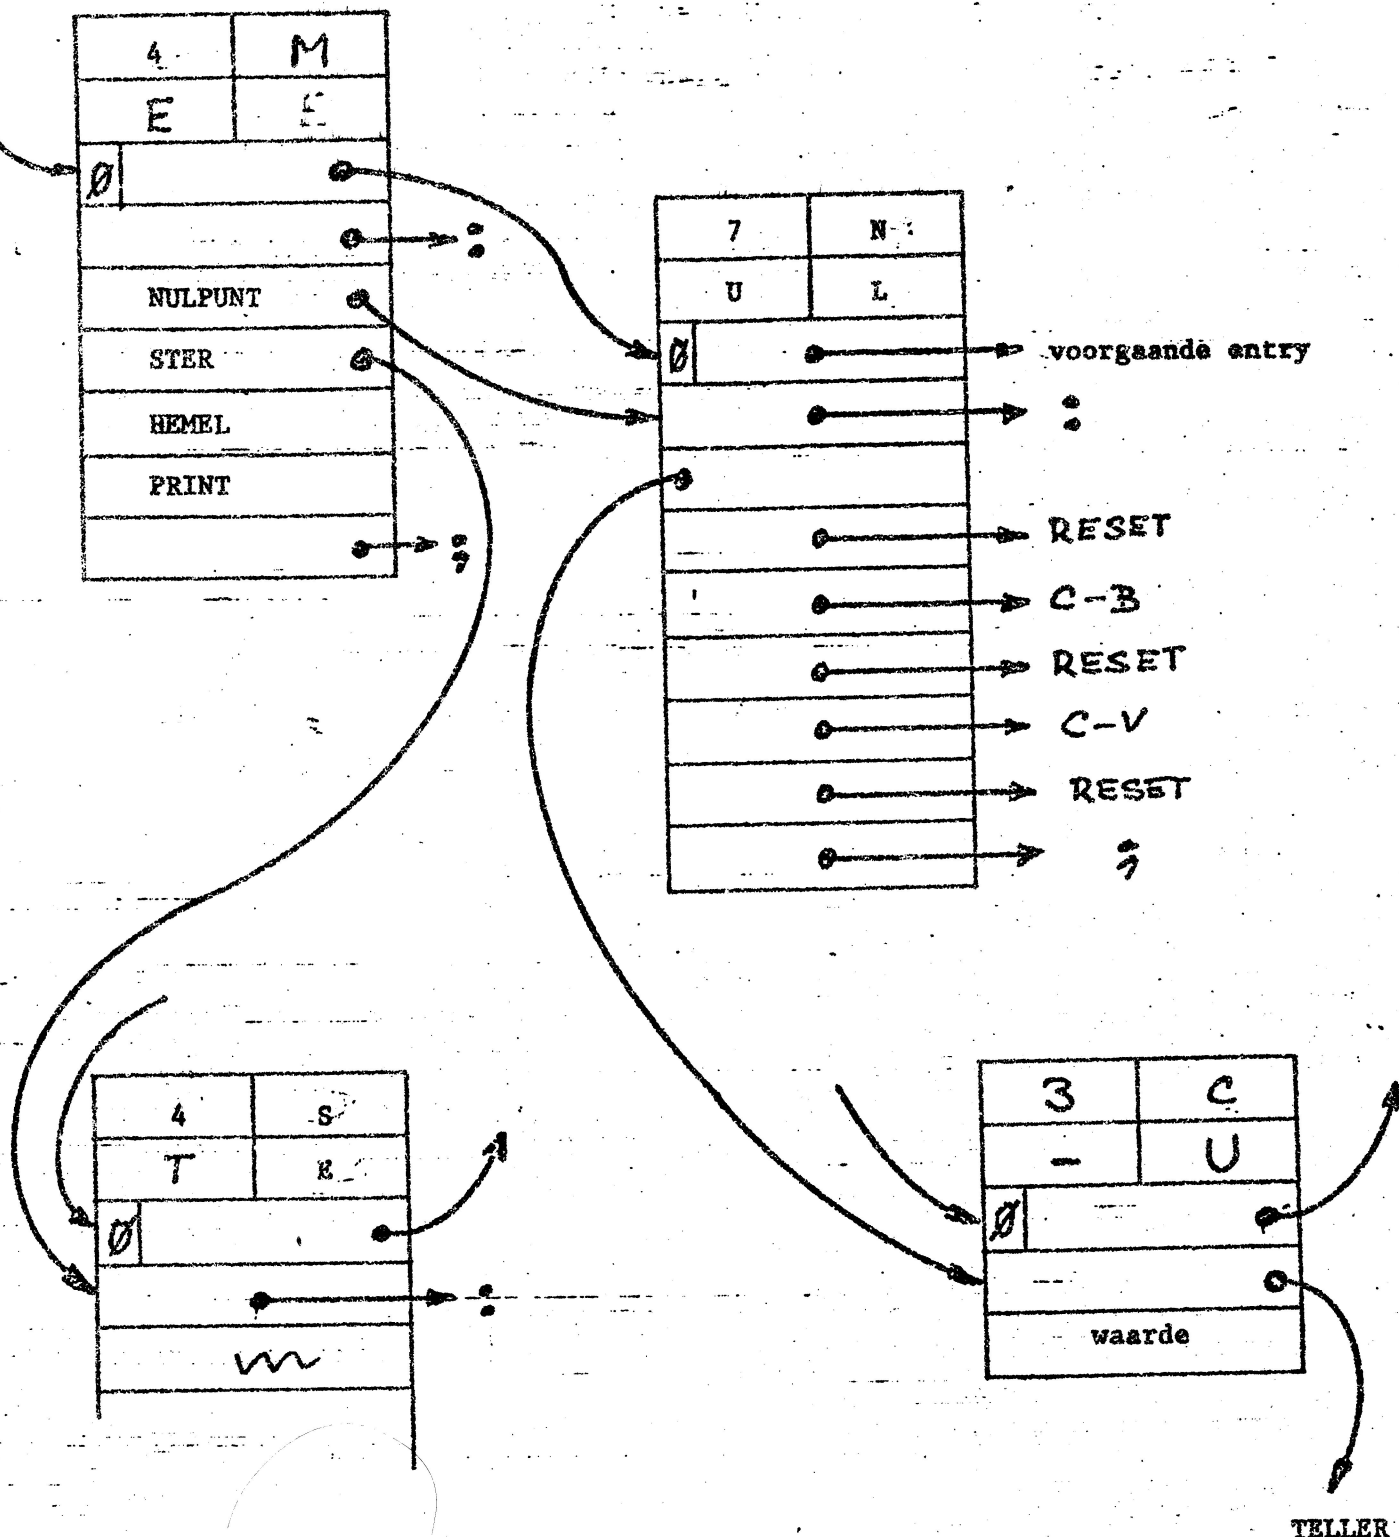 4 M
E E
Ø
:
NULPUNT
STER
HEMEL
PRINT
;
7 N
U L
Ø voorgaande entry
:
RESET
C-B
RESET
C-V
RESET
;
4 S
T E
Ø
:
3 C
- U
Ø
waarde
TELLER